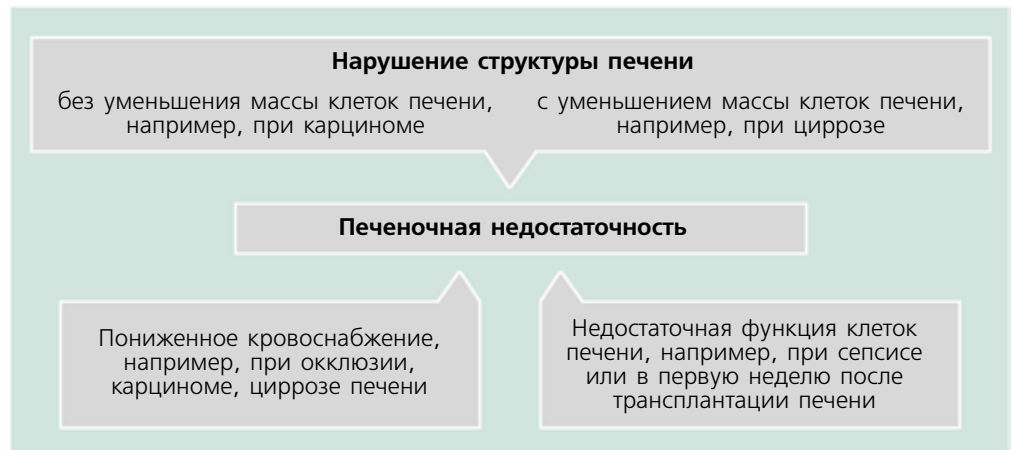 Нарушение структуры печени
без уменьшения массы клеток печени,
например, при карциноме
с уменьшением массы клеток печени,
например, при циррозе
Печеночная недостаточность
Пониженное кровоснабжение,
например, при окклюзии,
карциноме, циррозе печени
Недостаточная функция клеток
печени, например, при сепсисе
или в первую неделю после
трансплантации печени